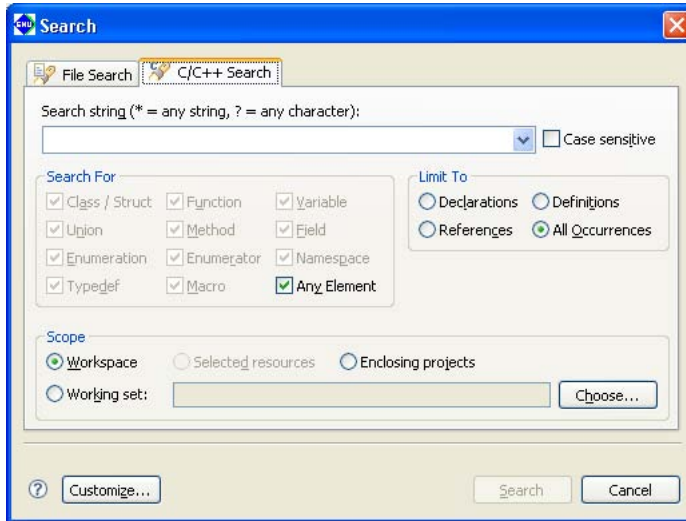 GNU Search
File Search C/C++ Search
Search string (* = any string, ? = any character):
Case sensitive
Search For
Class / Struct Function Variable
Union Method Field
Enumeration Enumerator Namespace
Typedef Macro Any Element
Limit To
Declarations Definitions
References All Occurrences
Scope
Workspace Selected resources Enclosing projects
Working set: Choose...
? Customize... Search Cancel